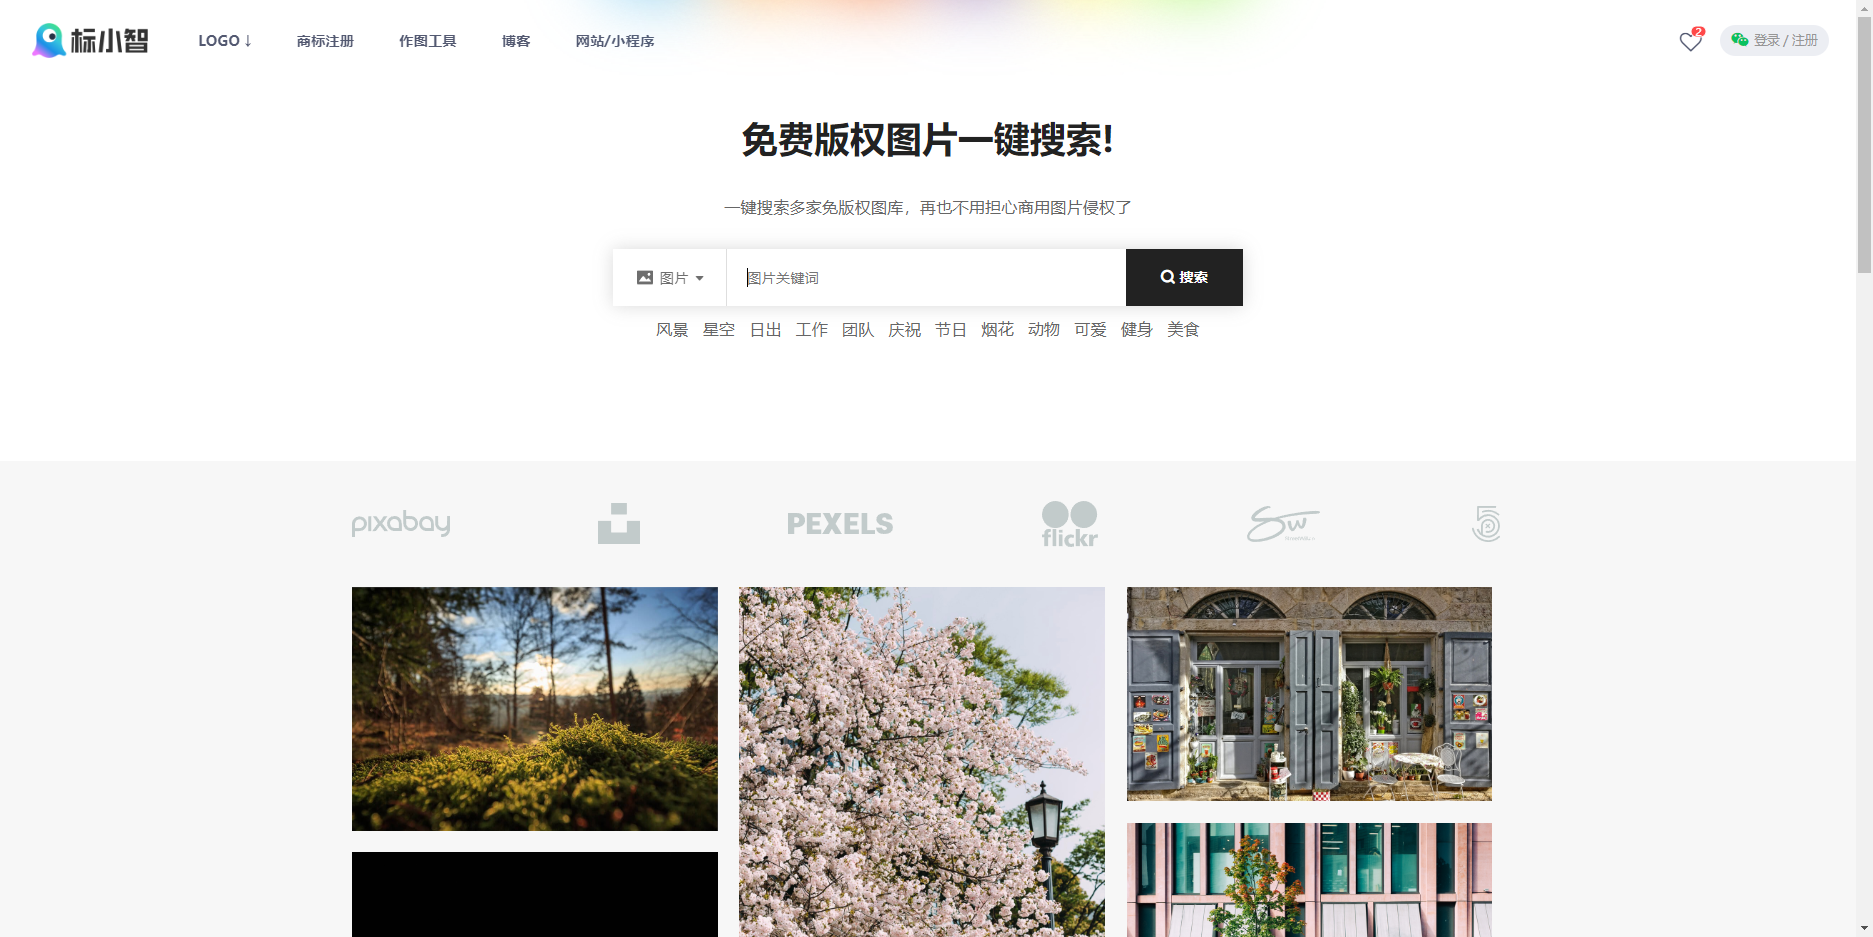 标小智
LOGO↓
商标注册
作图工具
博客
网站/小程序
2
登录 / 注册
免费版权图片一键搜索!
一键搜索多家免版权图库，再也不用担心商用图片侵权了
图片
图片关键词
搜索
风景 星空 日出 工作 团队 庆祝 节日 烟花 动物 可爱 健身 美食
pixabay
PEXELS
flickr
SW
5